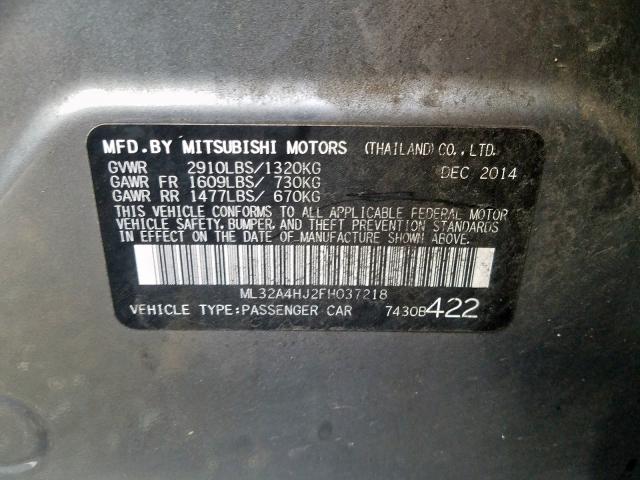 MFD.BY MITSUBISHI MOTORS (THAILAND) CO., LTD.
GVWR 2910LBS/1320KG DEC 2014
GAWR FR 1609LBS/ 730KG
GAWR RR 1477LBS/ 670KG
THIS VEHICLE CONFORMS TO ALL APPLICABLE FEDERAL MOTOR
VEHICLE SAFETY, BUMPER, AND THEFT PREVENTION STANDARDS
IN EFFECT ON THE DATE OF MANUFACTURE SHOWN ABOVE.
ML32A4HJ2FH037218
VEHICLE TYPE:PASSENGER CAR 7430B422